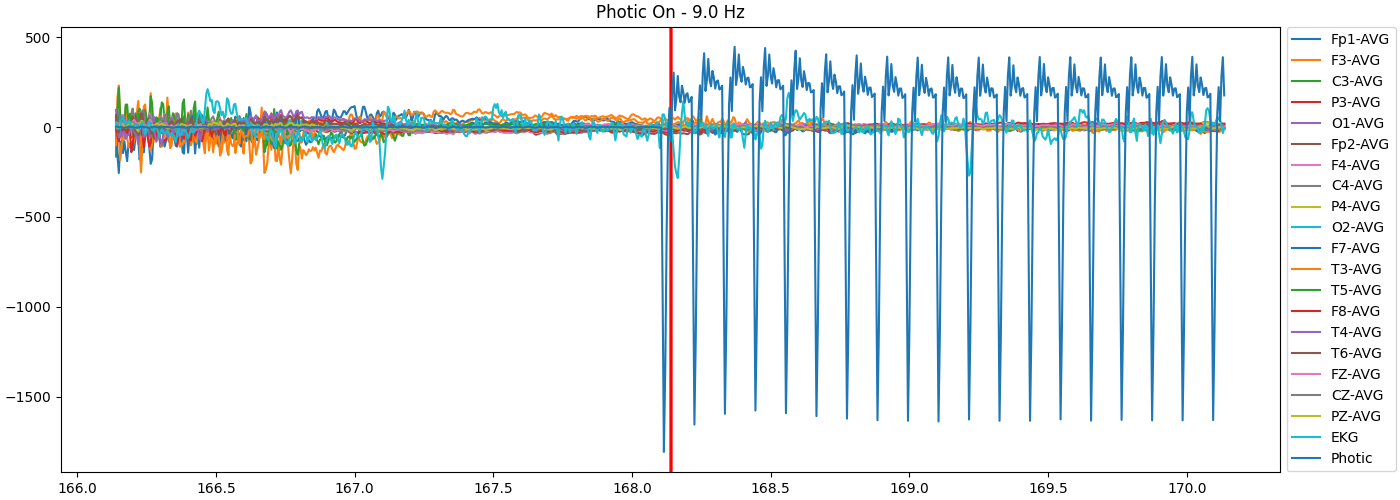 Photic On - 9.0 Hz
500
0
−500
−1000
−1500
166.0 166.5 167.0 167.5 168.0 168.5 169.0 169.5 170.0
Fp1-AVG
F3-AVG
C3-AVG
P3-AVG
O1-AVG
Fp2-AVG
F4-AVG
C4-AVG
P4-AVG
O2-AVG
F7-AVG
T3-AVG
T5-AVG
F8-AVG
T4-AVG
T6-AVG
FZ-AVG
CZ-AVG
PZ-AVG
EKG
Photic